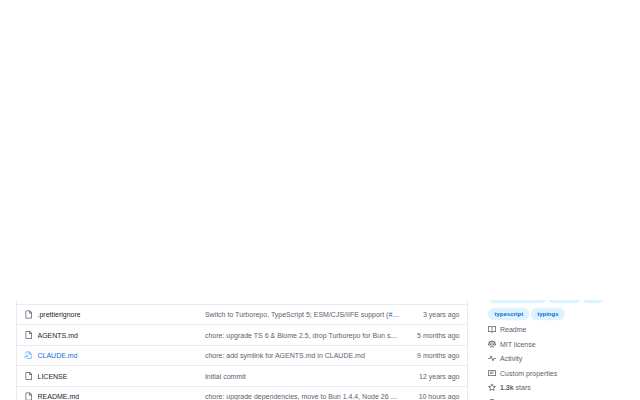 .prettierignore Switch to Turborepo, TypeScript 5; ESM/CJS/IIFE support (#... 3 years ago
AGENTS.md chore: upgrade TS 6 & Biome 2.5, drop Turborepo for Bun s... 5 months ago
CLAUDE.md chore: add symlink for AGENTS.md in CLAUDE.md 9 months ago
LICENSE Initial commit 12 years ago
README.md chore: upgrade dependencies, move to Bun 1.4.4, Node 26 ... 10 hours ago
typescript typings
Readme
MIT license
Activity
Custom properties
1.3k stars